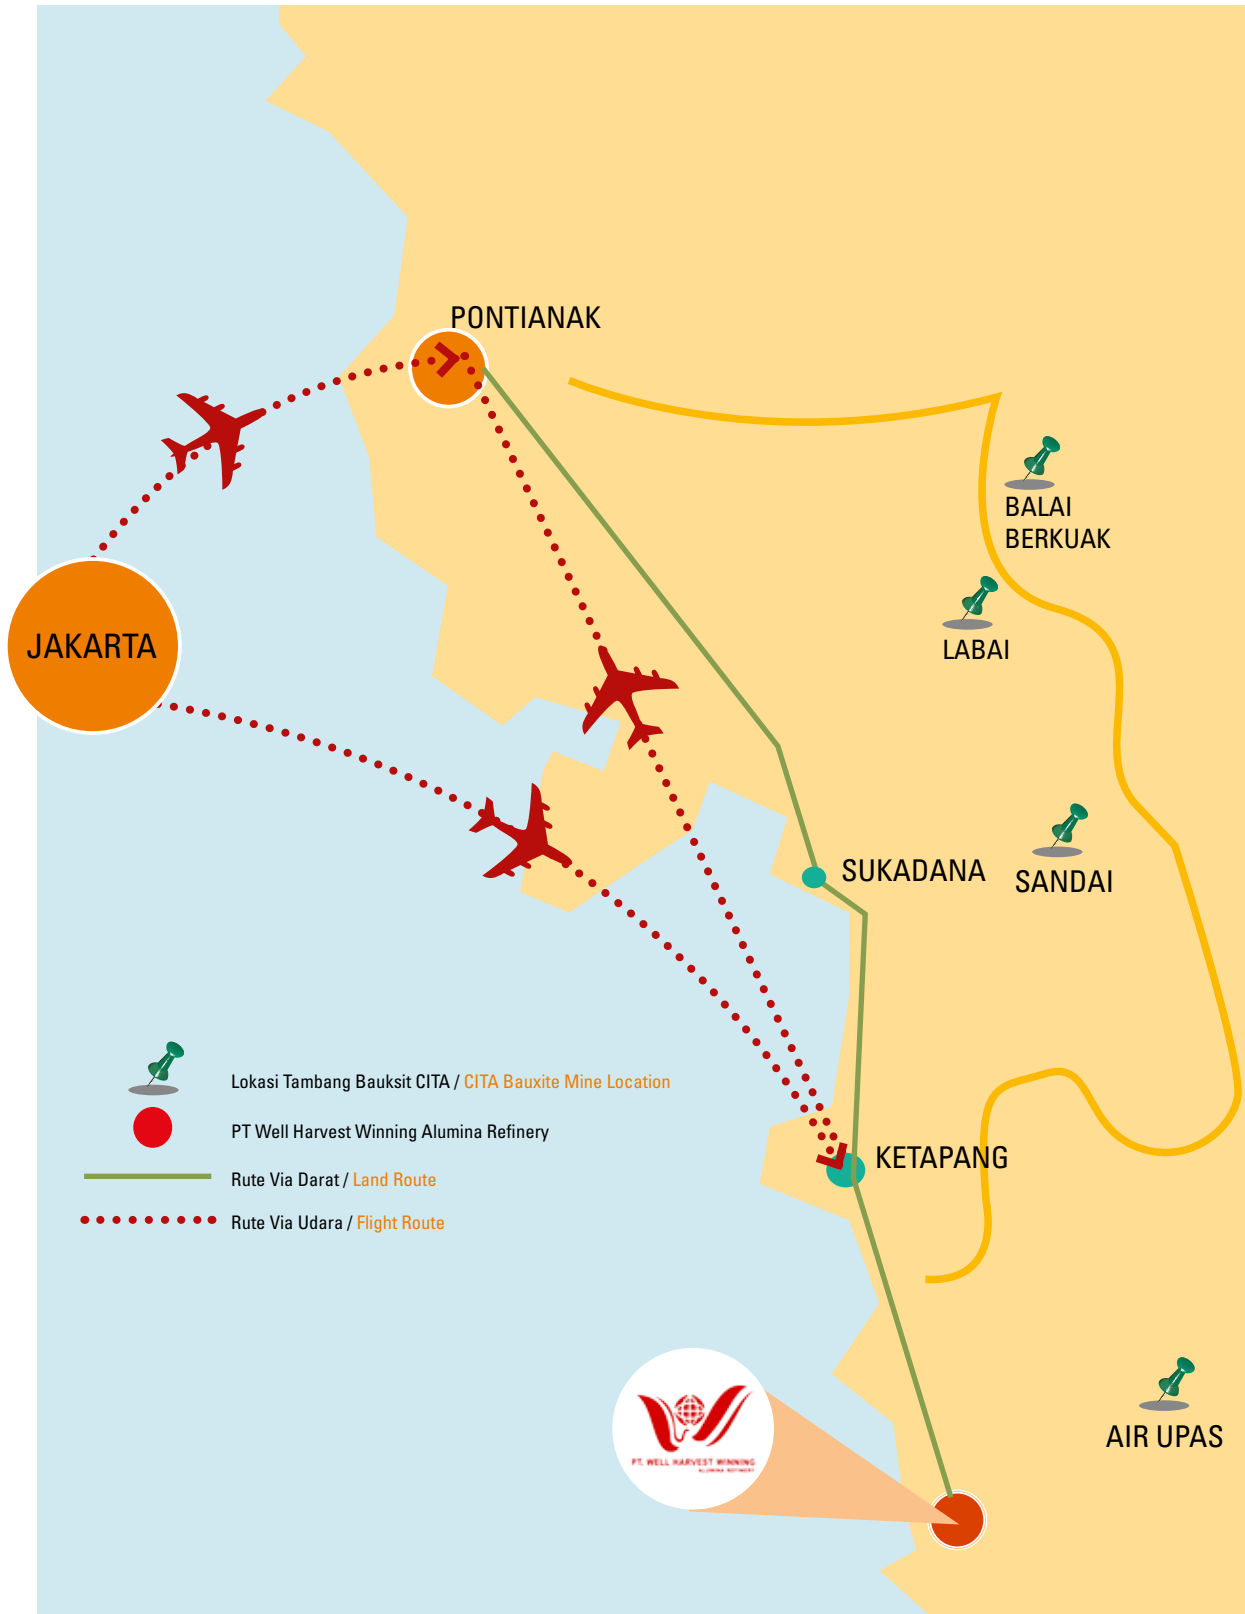 PONTIANAK
BALAI
BERKUAK
JAKARTA
LABAI
SUKADANA
SANDAI
Lokasi Tambang Bauksit CITA / CITA Bauxite Mine Location
PT Well Harvest Winning Alumina Refinery
KETAPANG
Rute Via Darat / Land Route
Rute Via Udara / Flight Route
AIR UPAS
PT. WELL HARVEST WINNING
ALUMINA REFINERY